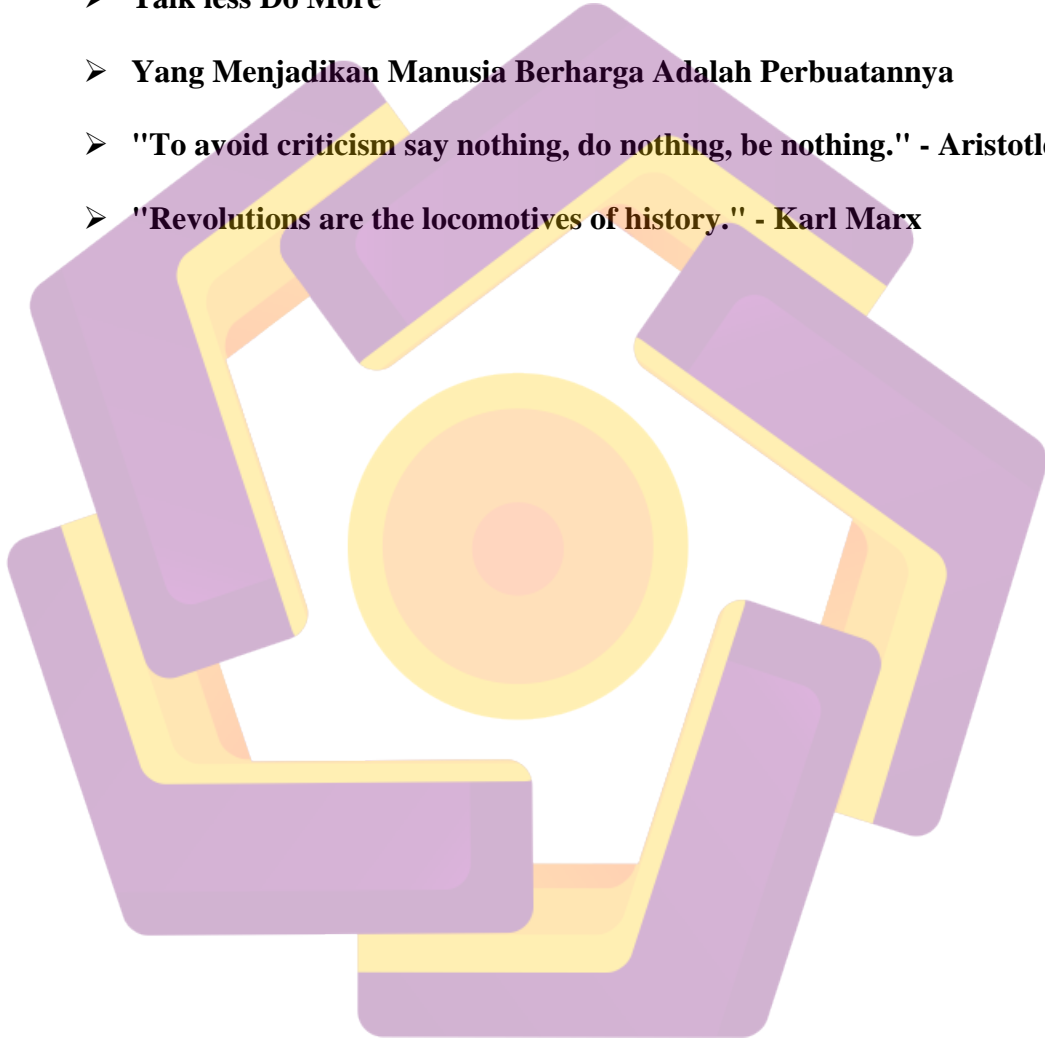 ➢ Talk less Do More
➢ Yang Menjadikan Manusia Berharga Adalah Perbuatannya
➢ "To avoid criticism say nothing, do nothing, be nothing." - Aristotle
➢ "Revolutions are the locomotives of history." - Karl Marx